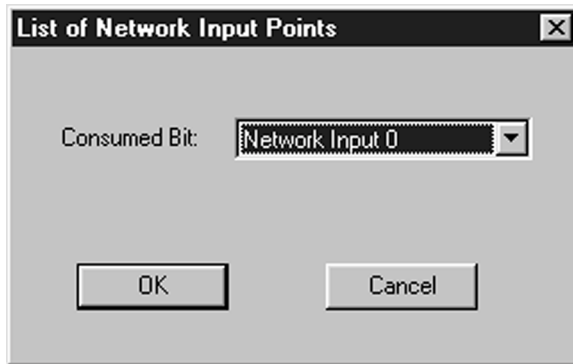 List of Network Input Points
Consumed Bit: Network Input 0
OK Cancel